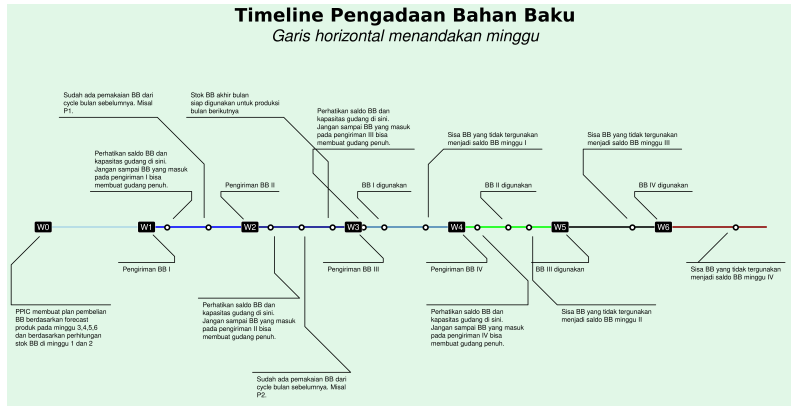 Timeline Pengadaan Bahan Baku
Garis horizontal menandakan minggu
Sudah ada pemakaian BB dari
cycle bulan sebelumnya. Misal
P1.
Stok BB akhir bulan
siap digunakan untuk produksi
bulan berikutnya
Perhatikan saldo BB dan
kapasitas gudang di sini.
Jangan sampai BB yang masuk
pada pengiriman III bisa
membuat gudang penuh.
Sisa BB yang tidak tergunakan
menjadi saldo BB minggu I
Sisa BB yang tidak tergunakan
menjadi saldo BB minggu III
Perhatikan saldo BB dan
kapasitas gudang di sini.
Jangan sampai BB yang masuk
pada pengiriman I bisa
membuat gudang penuh.
Pengiriman BB II
BB I digunakan
BB II digunakan
BB IV digunakan
W0
W1
W2
W3
W4
W5
W6
Pengiriman BB I
Pengiriman BB III
Pengiriman BB IV
BB III digunakan
Sisa BB yang tidak tergunakan
menjadi saldo BB minggu IV
PPIC membuat plan pembelian
BB berdasarkan forecast
produk pada minggu 3,4,5,6
dan berdasarkan perhitungan
stok BB di minggu 1 dan 2
Perhatikan saldo BB dan
kapasitas gudang di sini.
Jangan sampai BB yang masuk
pada pengiriman II bisa
membuat gudang penuh.
Perhatikan saldo BB dan
kapasitas gudang di sini.
Jangan sampai BB yang masuk
pada pengiriman IV bisa
membuat gudang penuh.
Sisa BB yang tidak tergunakan
menjadi saldo BB minggu II
Sudah ada pemakaian BB dari
cycle bulan sebelumnya. Misal
P2.